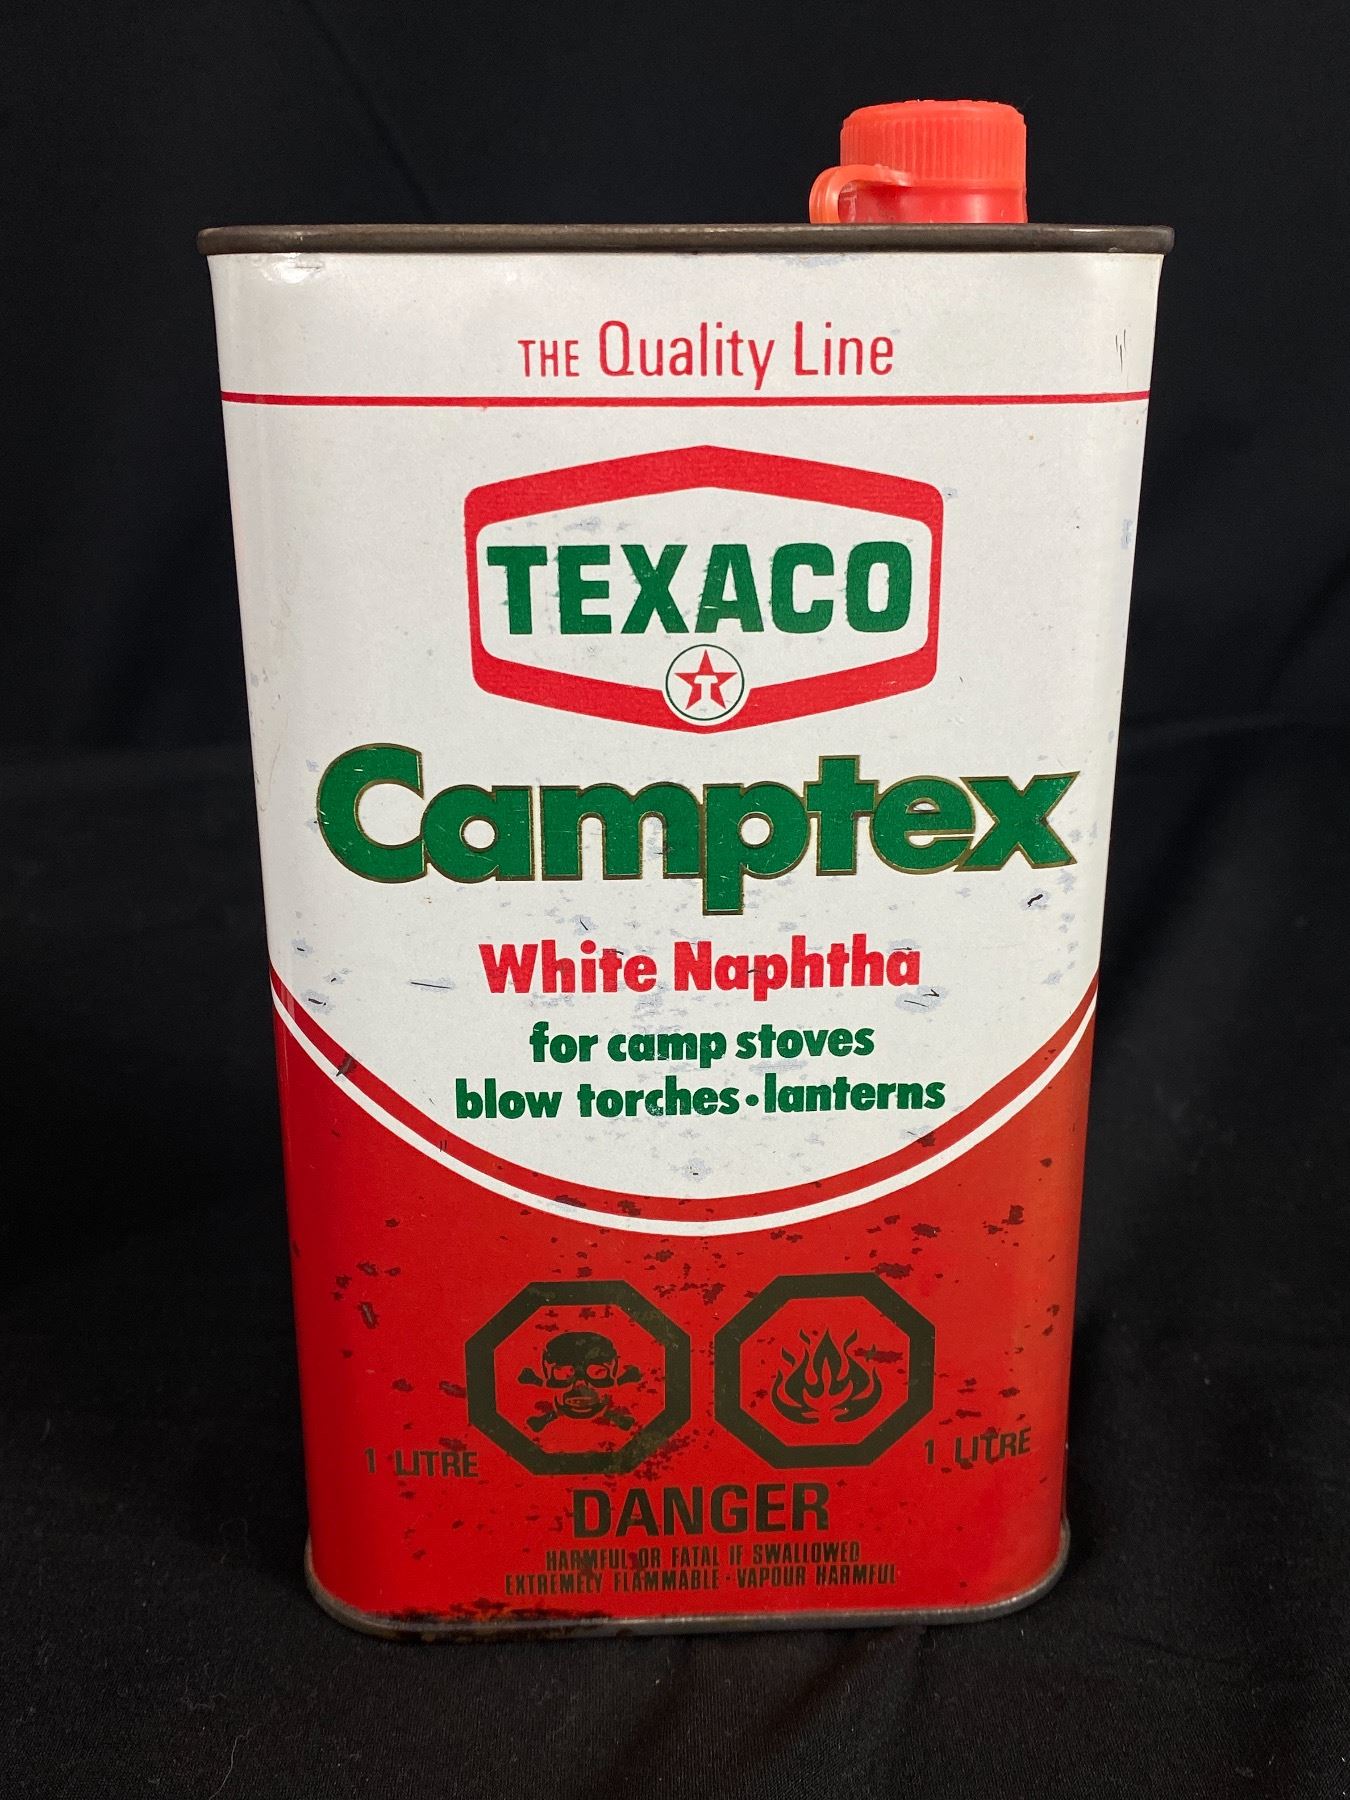 THE Quality Line
TEXACO
T
Camptex
White Naphtha
for camp stoves
blow torches • lanterns
1 LITRE
1 LITRE
DANGER
HARMFUL OR FATAL IF SWALLOWED
EXTREMELY FLAMMABLE · VAPOUR HARMFUL